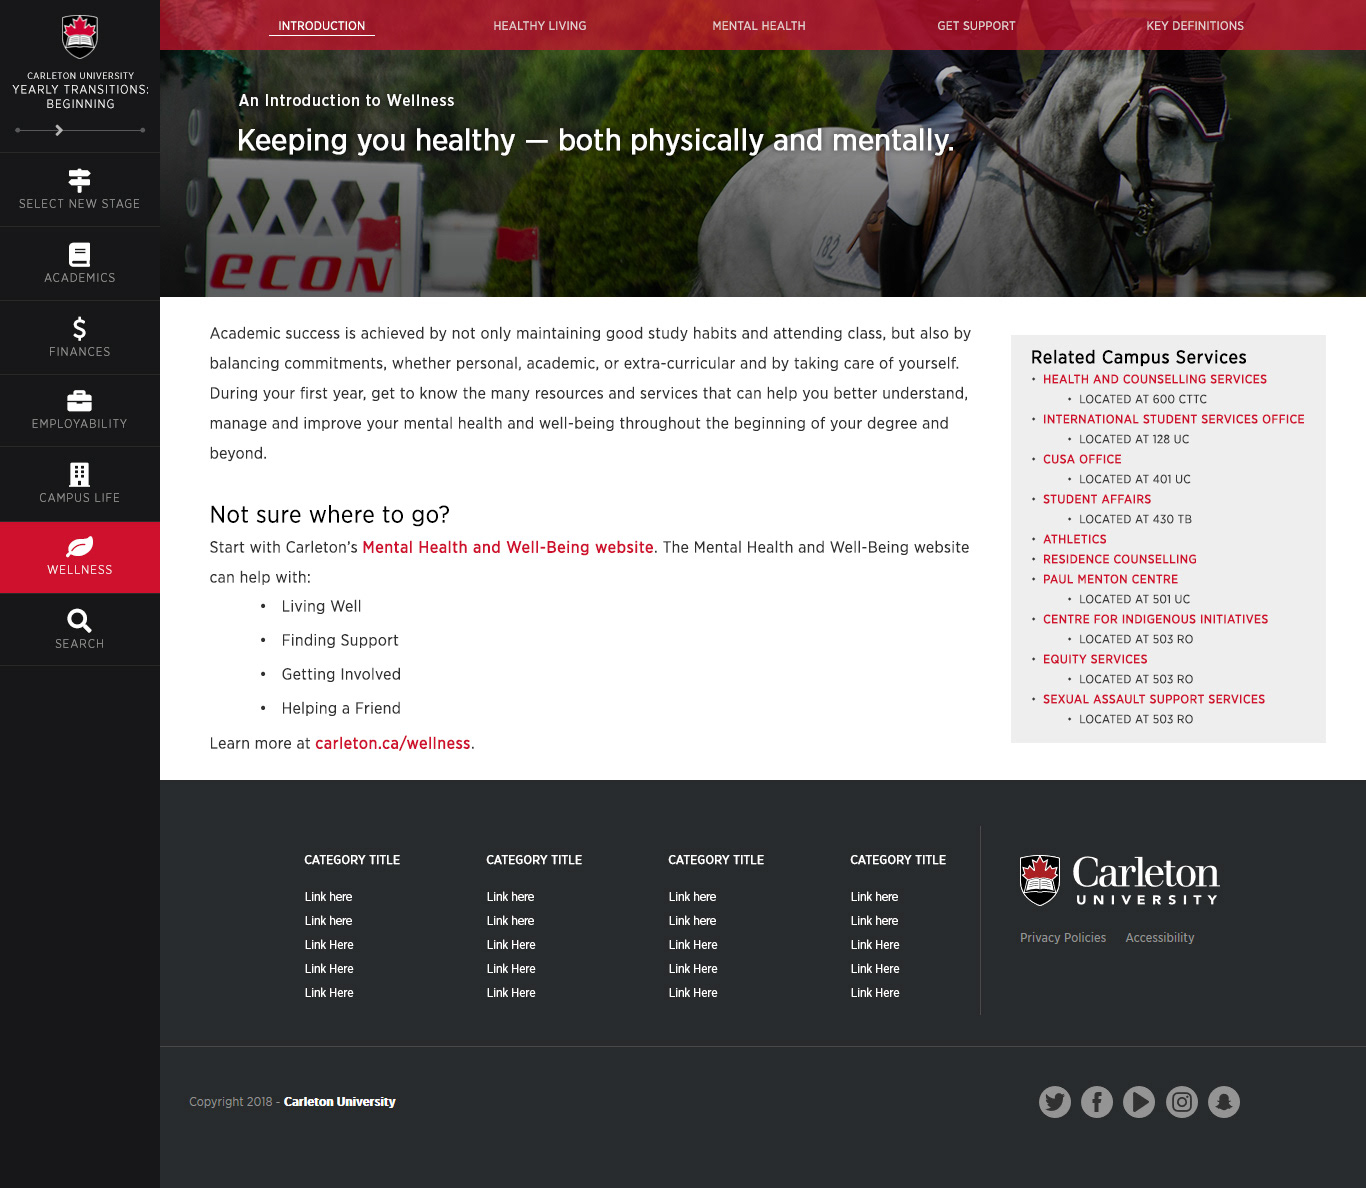 CARLETON UNIVERSITY
YEARLY TRANSITIONS:
BEGINNING
SELECT NEW STAGE
ACADEMICS
FINANCES
EMPLOYABILITY
CAMPUS LIFE
WELLNESS
SEARCH
INTRODUCTION
HEALTHY LIVING
MENTAL HEALTH
GET SUPPORT
KEY DEFINITIONS
An Introduction to Wellness
Keeping you healthy — both physically and mentally.
econ
182
Academic success is achieved by not only maintaining good study habits and attending class, but also by
balancing commitments, whether personal, academic, or extra-curricular and by taking care of yourself.
During your first year, get to know the many resources and services that can help you better understand,
manage and improve your mental health and well-being throughout the beginning of your degree and
beyond.
Not sure where to go?
Start with Carleton’s Mental Health and Well-Being website. The Mental Health and Well-Being website
can help with:
• Living Well
• Finding Support
• Getting Involved
• Helping a Friend
Learn more at carleton.ca/wellness.
Related Campus Services
• HEALTH AND COUNSELLING SERVICES
• LOCATED AT 600 CTTC
• INTERNATIONAL STUDENT SERVICES OFFICE
• LOCATED AT 128 UC
• CUSA OFFICE
• LOCATED AT 401 UC
• STUDENT AFFAIRS
• LOCATED AT 430 TB
• ATHLETICS
• RESIDENCE COUNSELLING
• PAUL MENTON CENTRE
• LOCATED AT 501 UC
• CENTRE FOR INDIGENOUS INITIATIVES
• LOCATED AT 503 RO
• EQUITY SERVICES
• LOCATED AT 503 RO
• SEXUAL ASSAULT SUPPORT SERVICES
• LOCATED AT 503 RO
CATEGORY TITLE
Link here
Link here
Link Here
Link Here
Link Here
CATEGORY TITLE
Link here
Link here
Link Here
Link Here
Link Here
CATEGORY TITLE
Link here
Link here
Link Here
Link Here
Link Here
CATEGORY TITLE
Link here
Link here
Link Here
Link Here
Link Here
Carleton
UNIVERSITY
Privacy Policies
Accessibility
Copyright 2018 - Carleton University